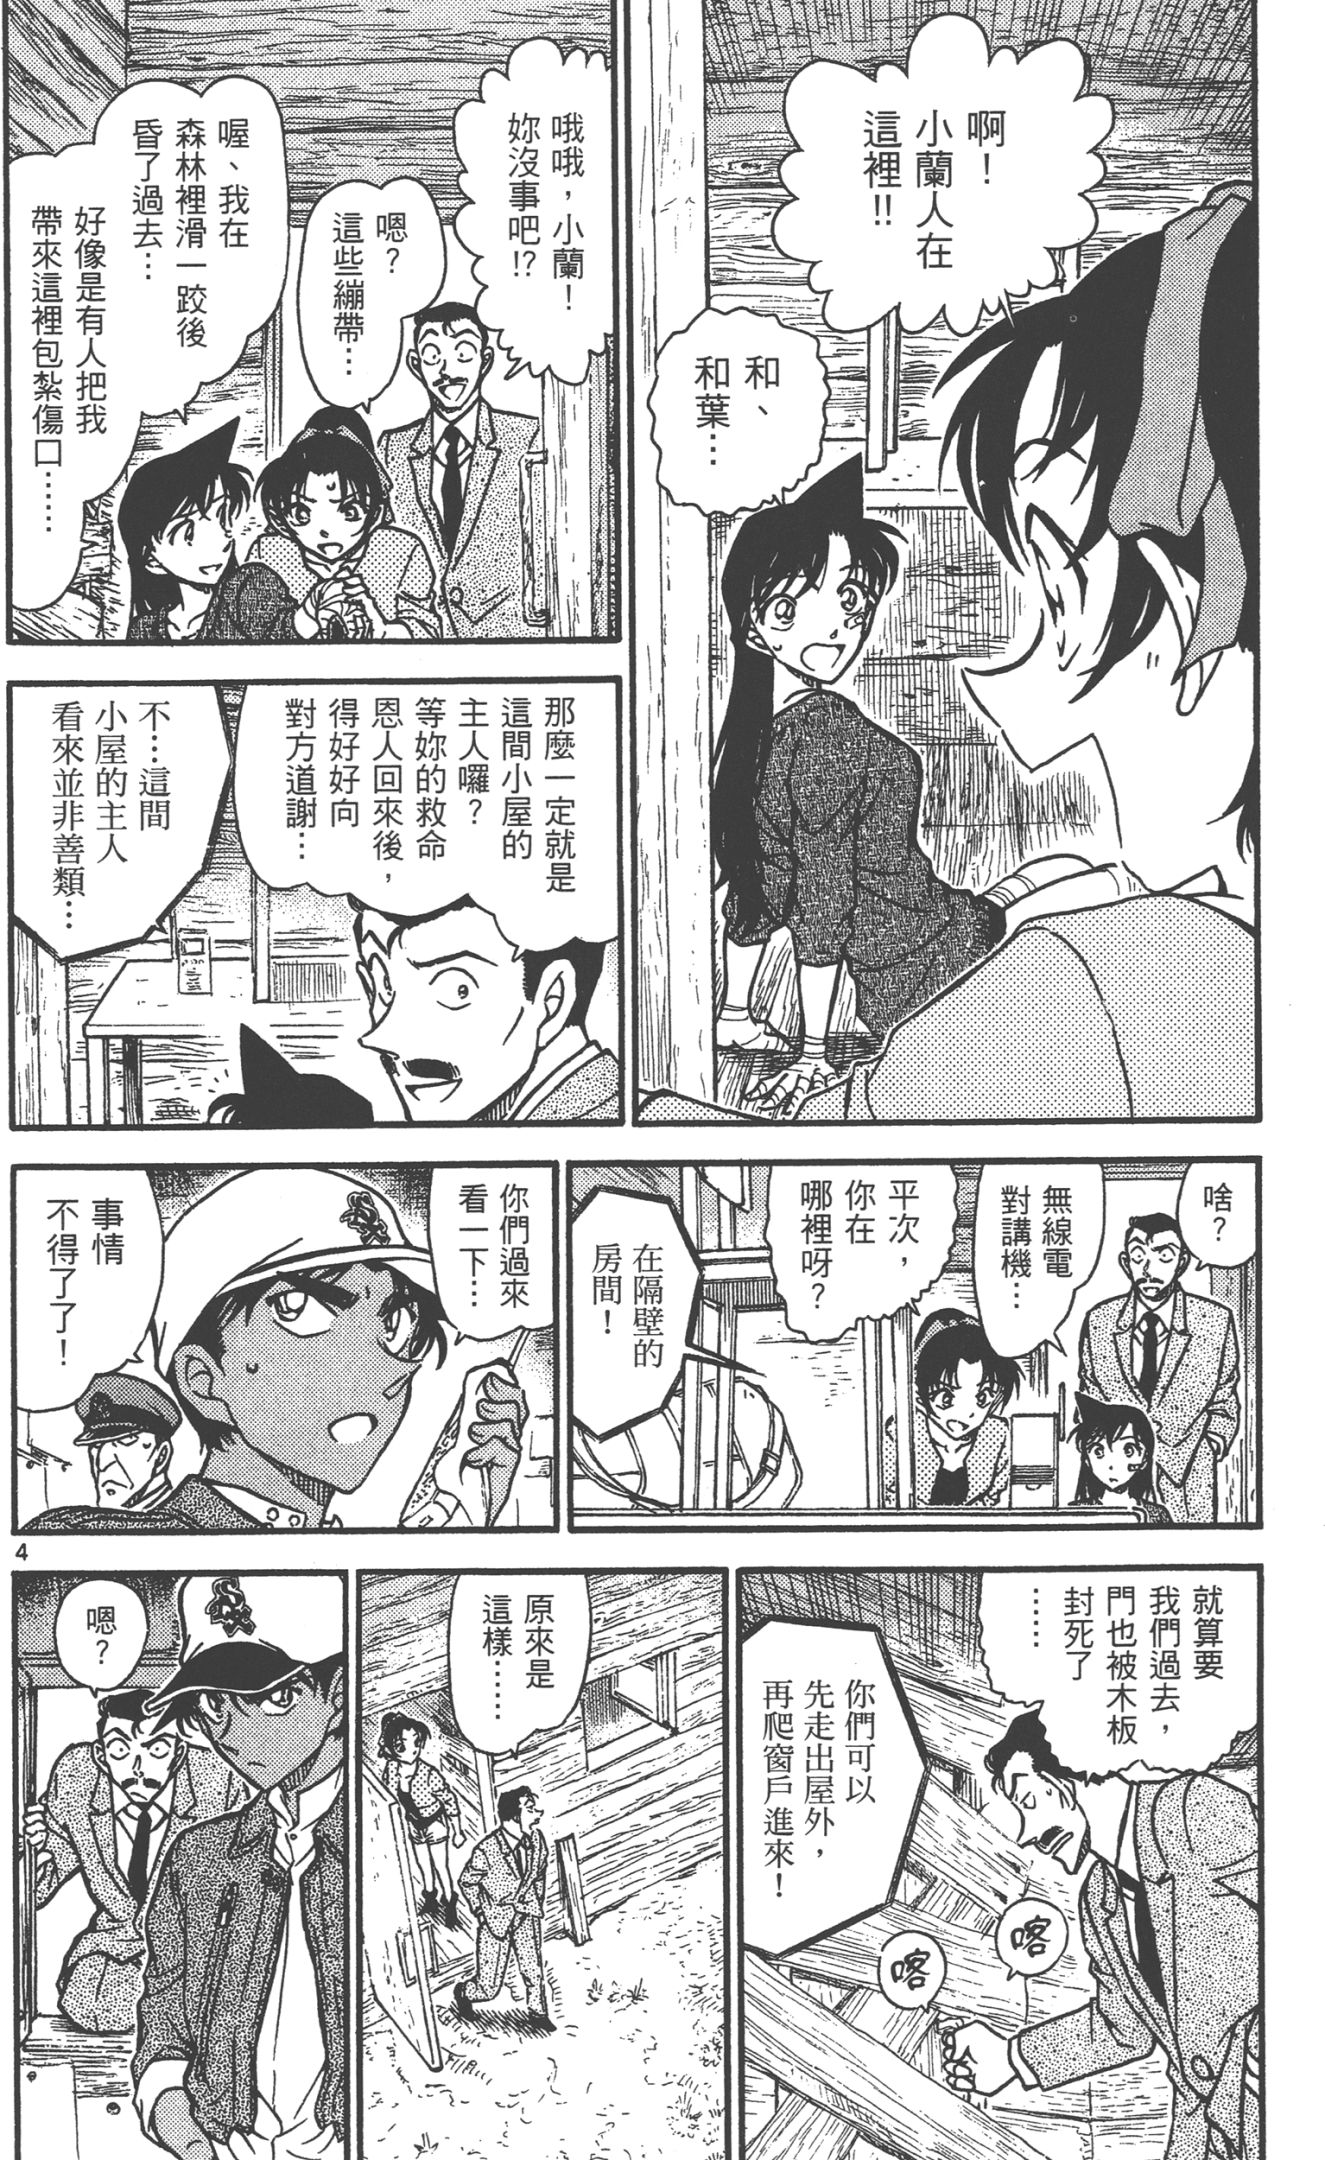 啊！
小蘭人在
這裡!!
和、
和葉…
哦哦，小蘭！
妳沒事吧!?
嗯？
這些繃帶…
喔、我在
森林裡滑一跤後
昏了過去…
好像是有人把我
帶來這裡包紮傷口……
那麼一定就是
這間小屋的
主人囉？
等妳的救命
恩人回來後，
得好好向
對方道謝…
不…這間
小屋的主人
看來並非善類…
啥？
無線電
對講機…
平次，
你在
哪裡呀？
在隔壁的
房間！
你們過來
看一下…
事情
不得了了！
就算要
我們過去，
門也被木板
封死了
……
喀
喀
你們可以
先走出屋外，
再爬窗戶進來！
原來是
這樣……
嗯？
4